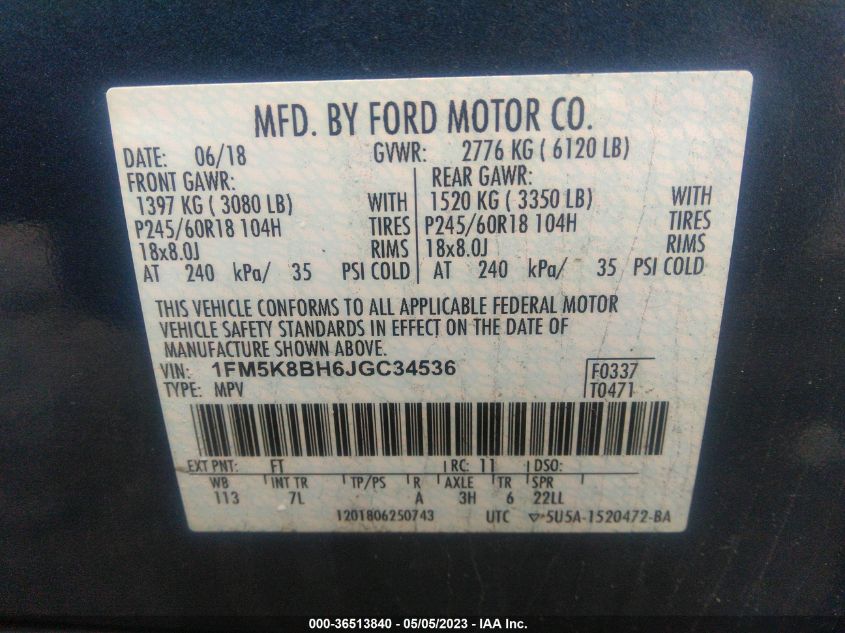 MFD. BY FORD MOTOR CO.
DATE: 06/18 GVWR: 2776 KG ( 6120 LB)
FRONT GAWR: REAR GAWR:
1397 KG ( 3080 LB) WITH 1520 KG ( 3350 LB) WITH
P245/60R18 104H TIRES P245/60R18 104H TIRES
18x8.0J RIMS 18x8.0J RIMS
AT 240 kPa/ 35 PSI COLD AT 240 kPa/ 35 PSI COLD
THIS VEHICLE CONFORMS TO ALL APPLICABLE FEDERAL MOTOR
VEHICLE SAFETY STANDARDS IN EFFECT ON THE DATE OF
MANUFACTURE SHOWN ABOVE.
VIN: 1FM5K8BH6JGC34536 F0337
TYPE: MPV T0471
EXT PNT: FT RC: 11 DSO:
WB INT TR TP/PS R AXLE TR SPR
113 7L A 3H 6 22LL
1201806250743 UTC 5U5A-1520472-BA
000-36513840 — 05/05/2023 — IAA Inc.